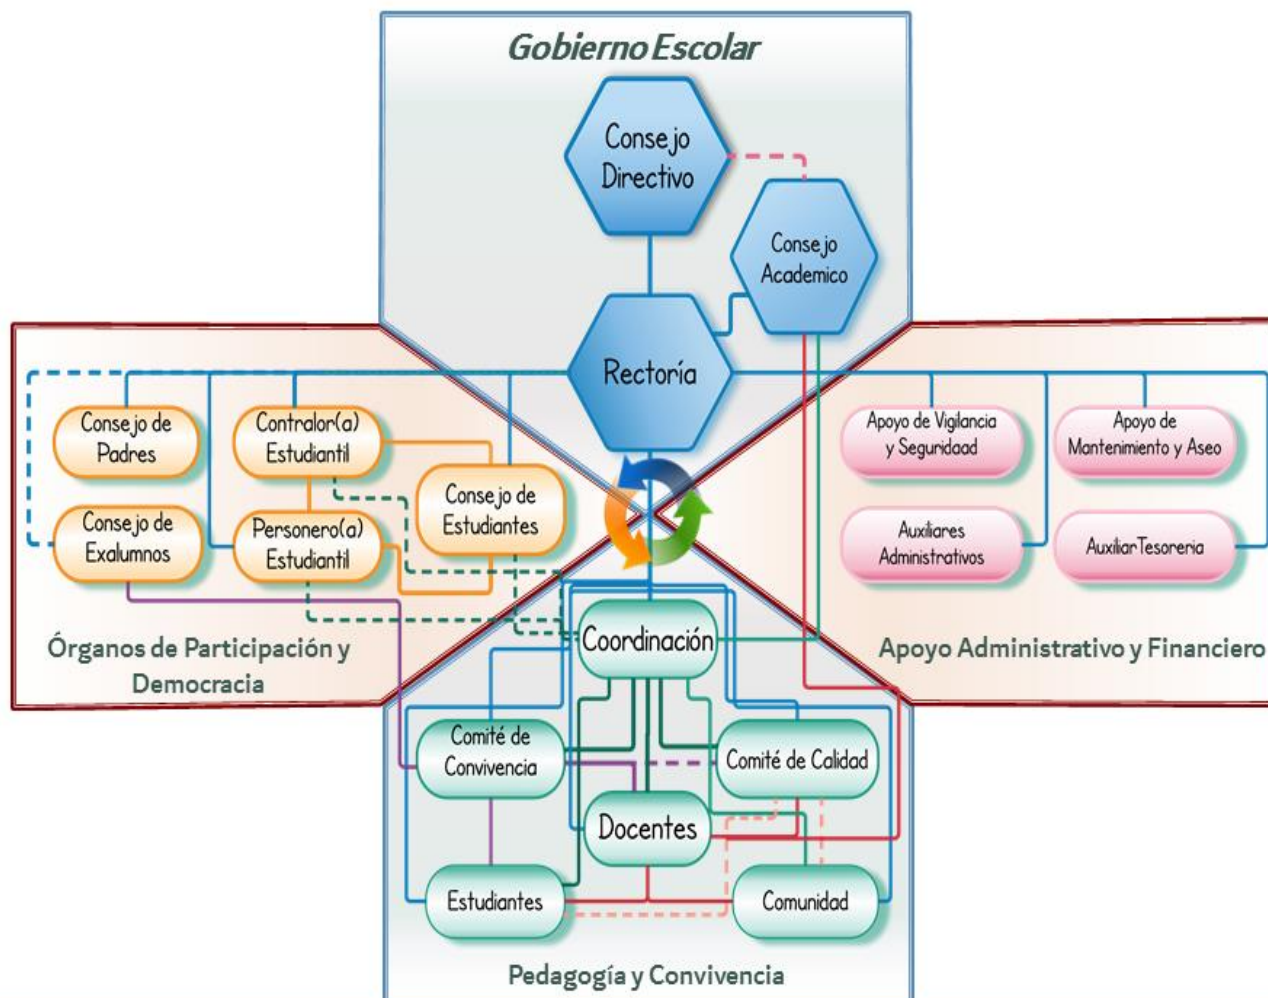 Gobierno Escolar
Consejo
Directivo
Consejo
Academico
Rectoría
Consejo de
Padres
Contralor(a)
Estudiantil
Consejo de
Estudiantes
Consejo de
Exalumnos
Personero(a)
Estudiantil
Órganos de Participación y
Democracia
Apoyo de Vigilancia
y Seguridaad
Apoyo de
Mantenimiento y Aseo
Auxiliares
Administrativos
AuxiliarTesoreria
Apoyo Administrativo y Financiero
Coordinación
Comité de
Convivencia
Comité de Calidad
Docentes
Estudiantes
Comunidad
Pedagogía y Convivencia